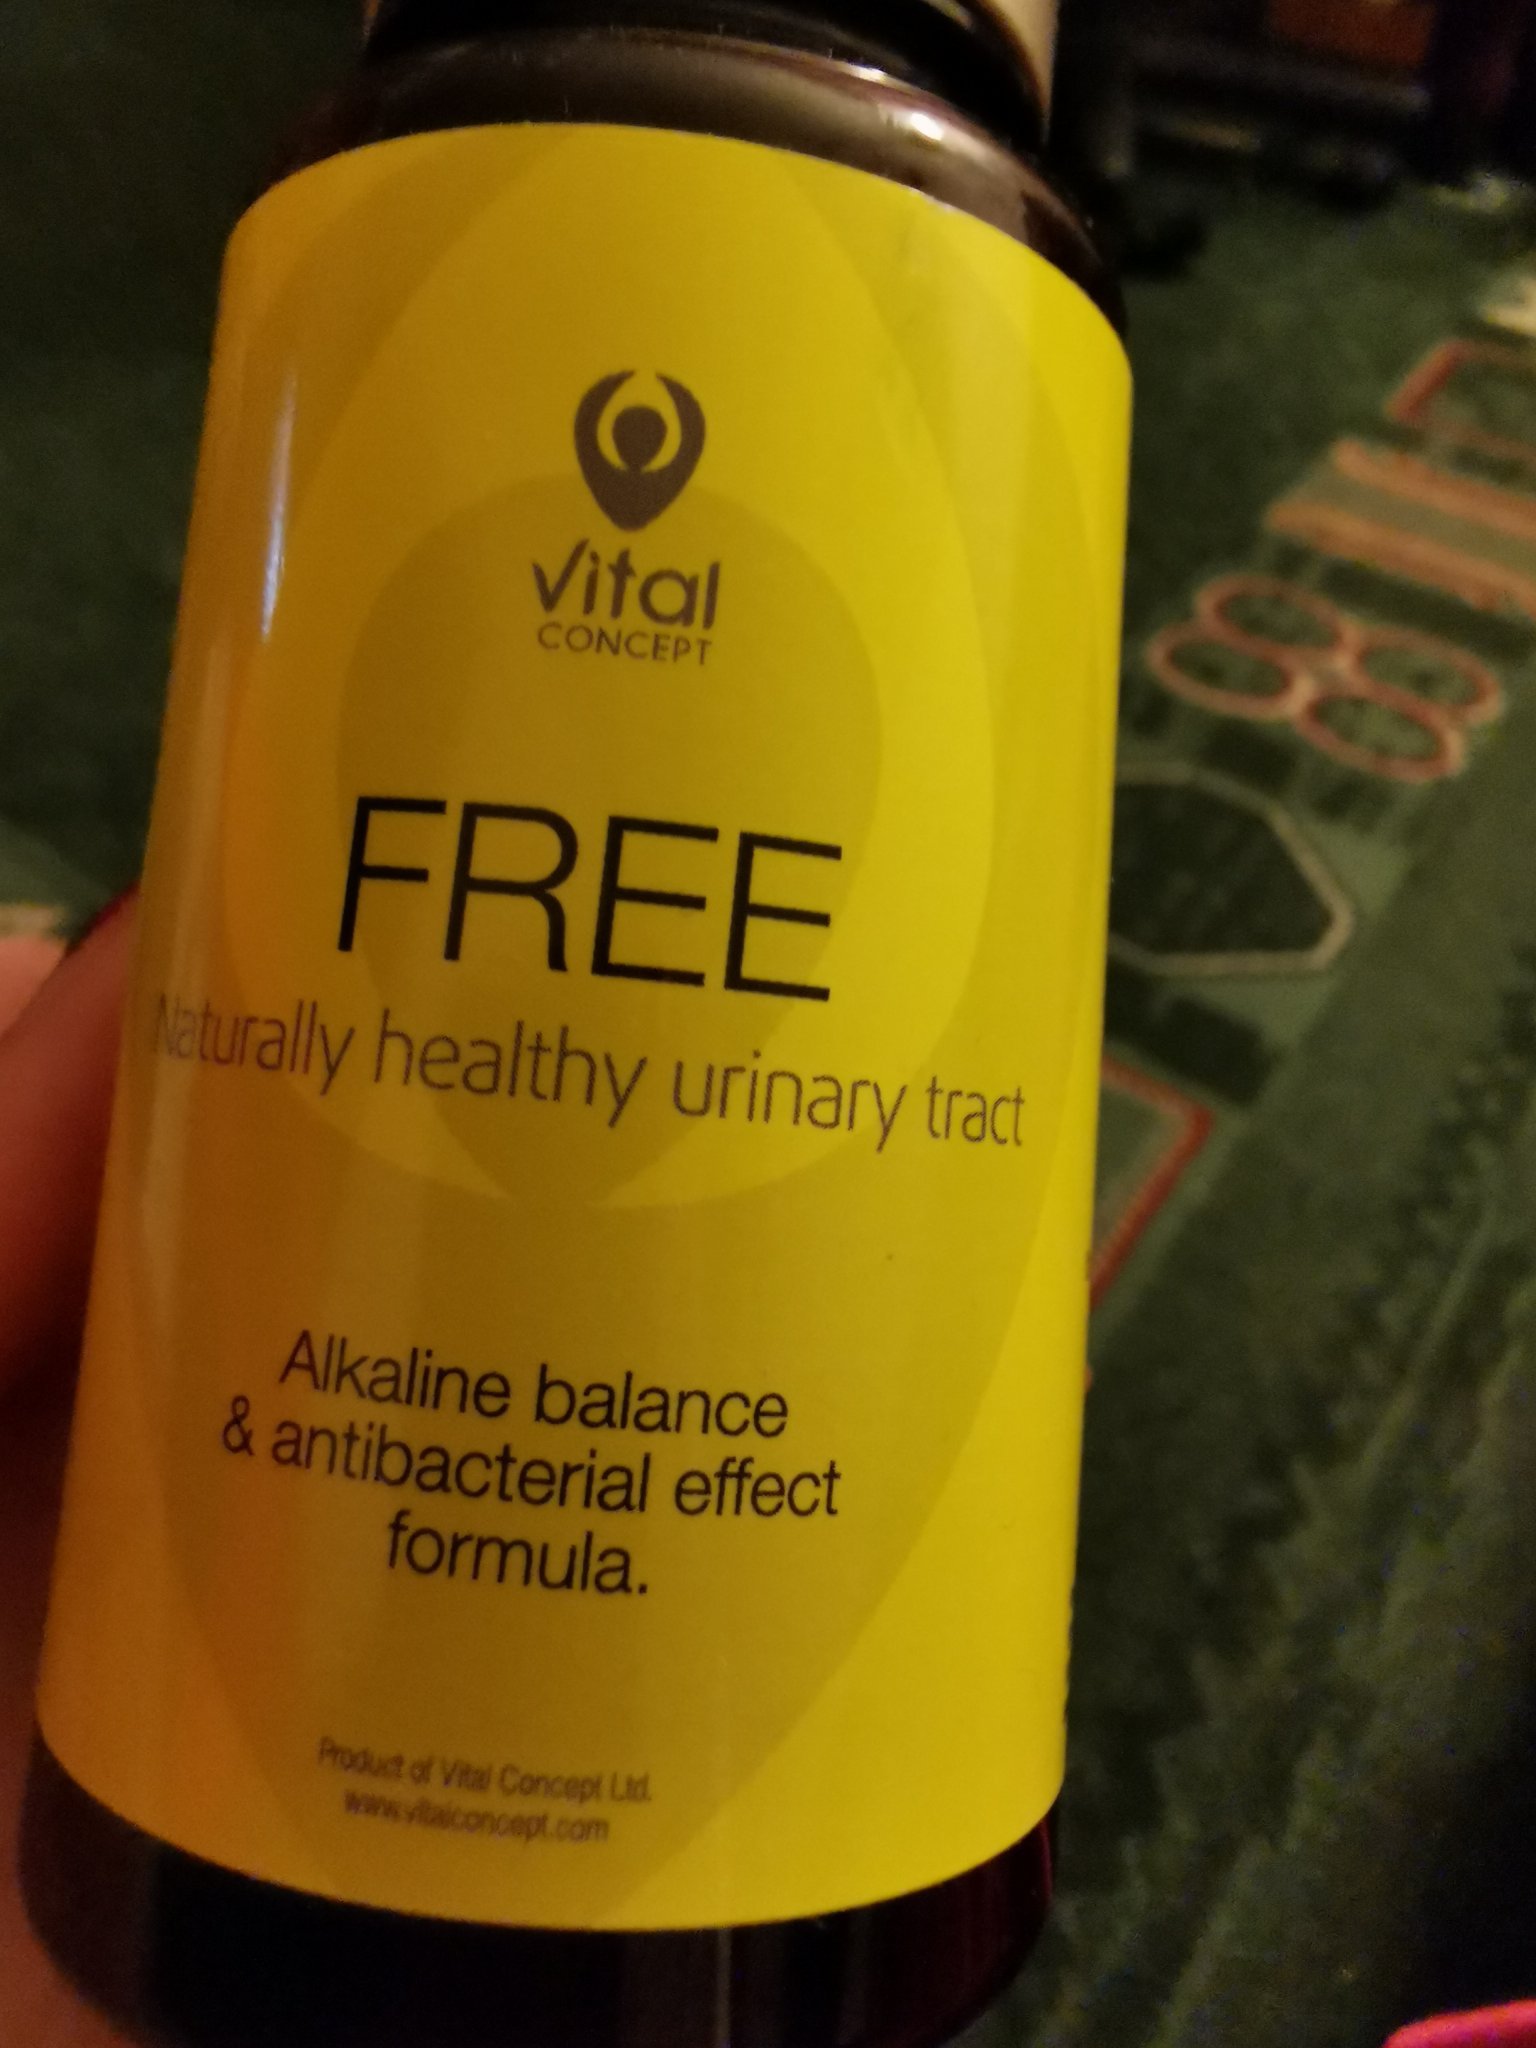 Vital
CONCEPT
FREE
Naturally healthy urinary tract
Alkaline balance
& antibacterial effect
formula.
Product of Vital Concept Ltd.
www.vitalconcept.com